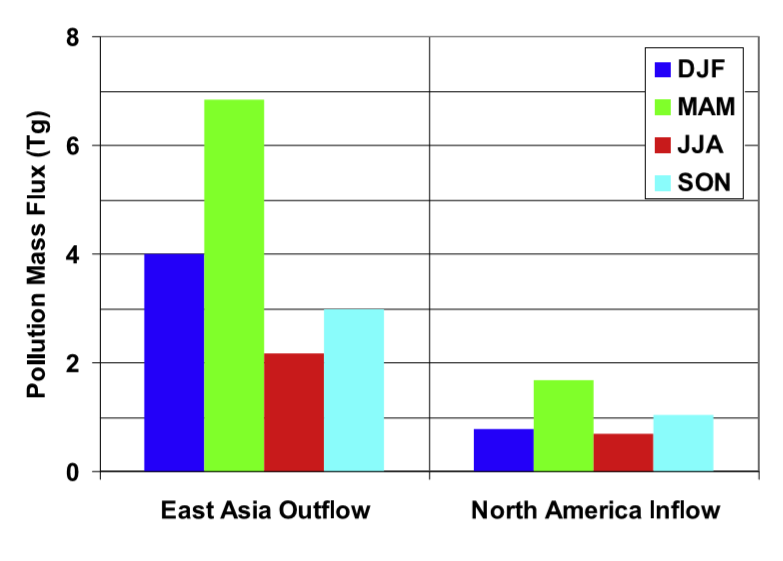 8
6
4
2
0
Pollution Mass Flux (Tg)
DJF
MAM
JJA
SON
East Asia Outflow
North America Inflow